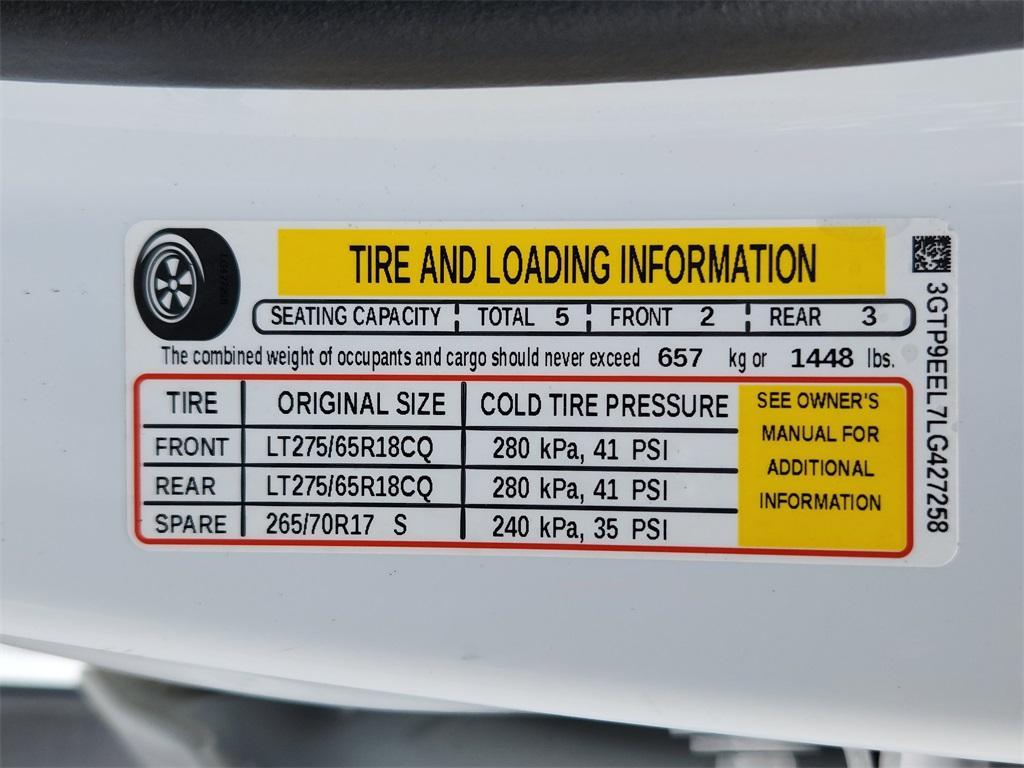 TIRE AND LOADING INFORMATION
SEATING CAPACITY TOTAL 5 FRONT 2 REAR 3
The combined weight of occupants and cargo should never exceed 657 kg or 1448 lbs.
TIRE ORIGINAL SIZE COLD TIRE PRESSURE
FRONT LT275/65R18CQ 280 kPa, 41 PSI
REAR LT275/65R18CQ 280 kPa, 41 PSI
SPARE 265/70R17 S 240 kPa, 35 PSI
SEE OWNER'S
MANUAL FOR
ADDITIONAL
INFORMATION
3GTP9EEL7LG427258